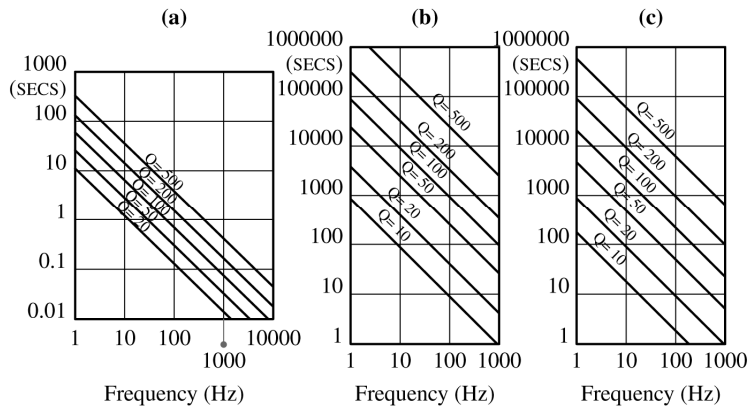 (a)
1000
(SECS)
100
10
1
0.1
0.01
1
10
100
1000
10000
Q= 500
Q= 200
Q= 100
Q= 50
Q= 20
Frequency (Hz)
(b)
1000000
(SECS)
100000
10000
1000
100
10
1
1
10
100
1000
Q= 500
Q= 200
Q= 100
Q= 50
Q= 20
Q= 10
Frequency (Hz)
(c)
1000000
(SECS)
100000
10000
1000
100
10
1
1
10
100
1000
Q= 500
Q= 200
Q= 100
Q= 50
Q= 20
Q= 10
Frequency (Hz)